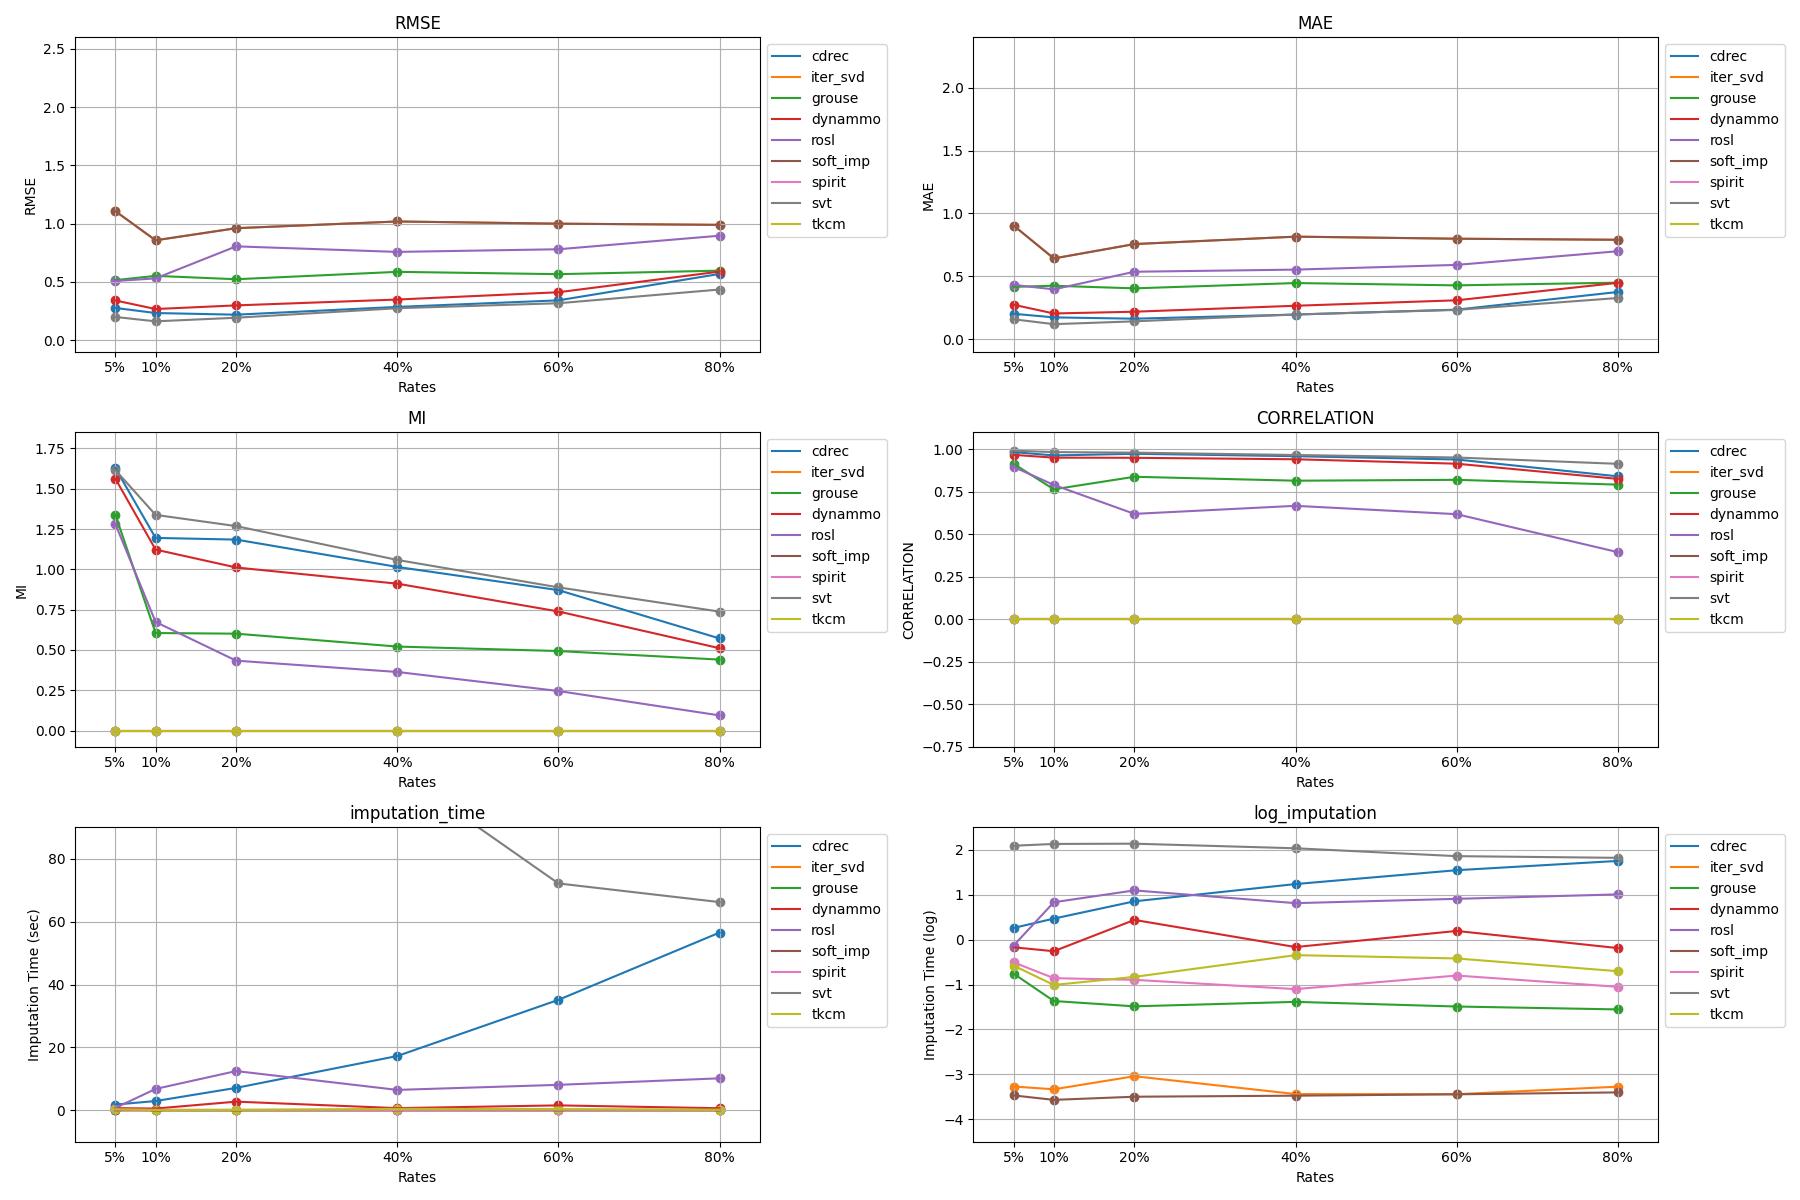 RMSE
2.5
2.0
1.5
1.0
0.5
0.0
RMSE
5% 10% 20% 40% 60% 80%
Rates
cdrec
iter_svd
grouse
dynammo
rosl
soft_imp
spirit
svt
tkcm
MAE
2.0
1.5
1.0
0.5
0.0
MAE
5% 10% 20% 40% 60% 80%
Rates
cdrec
iter_svd
grouse
dynammo
rosl
soft_imp
spirit
svt
tkcm
MI
1.75
1.50
1.25
1.00
0.75
0.50
0.25
0.00
MI
5% 10% 20% 40% 60% 80%
Rates
cdrec
iter_svd
grouse
dynammo
rosl
soft_imp
spirit
svt
tkcm
CORRELATION
1.00
0.75
0.50
0.25
0.00
−0.25
−0.50
−0.75
CORRELATION
5% 10% 20% 40% 60% 80%
Rates
cdrec
iter_svd
grouse
dynammo
rosl
soft_imp
spirit
svt
tkcm
imputation_time
80
60
40
20
0
Imputation Time (sec)
5% 10% 20% 40% 60% 80%
Rates
cdrec
iter_svd
grouse
dynammo
rosl
soft_imp
spirit
svt
tkcm
log_imputation
2
1
0
−1
−2
−3
−4
Imputation Time (log)
5% 10% 20% 40% 60% 80%
Rates
cdrec
iter_svd
grouse
dynammo
rosl
soft_imp
spirit
svt
tkcm